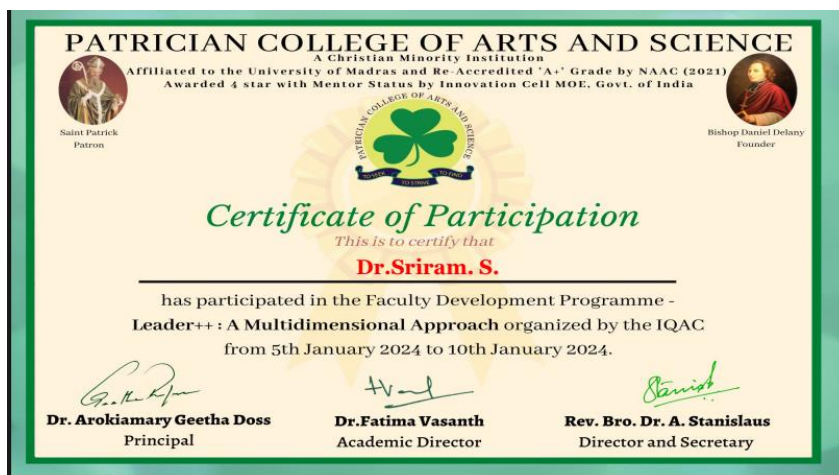 PATRICIAN COLLEGE OF ARTS AND SCIENCE
A Christian Minority Institution
Affiliated to the University of Madras and Re-Accredited 'A+' Grade by NAAC (2021)
Awarded 4 star with Mentor Status by Innovation Cell MOE, Govt. of India
Saint Patrick
Patron
Bishop Daniel Delany
Founder
PATRICIAN COLLEGE OF ARTS AND SCIENCE
TO SEEK TO STRIVE TO FIND
Certificate of Participation
This is to certify that
Dr.Sriram. S.
has participated in the Faculty Development Programme -
Leader++ : A Multidimensional Approach organized by the IQAC
from 5th January 2024 to 10th January 2024.
Dr. Arokiamary Geetha Doss
Principal
Dr.Fatima Vasanth
Academic Director
Rev. Bro. Dr. A. Stanislaus
Director and Secretary